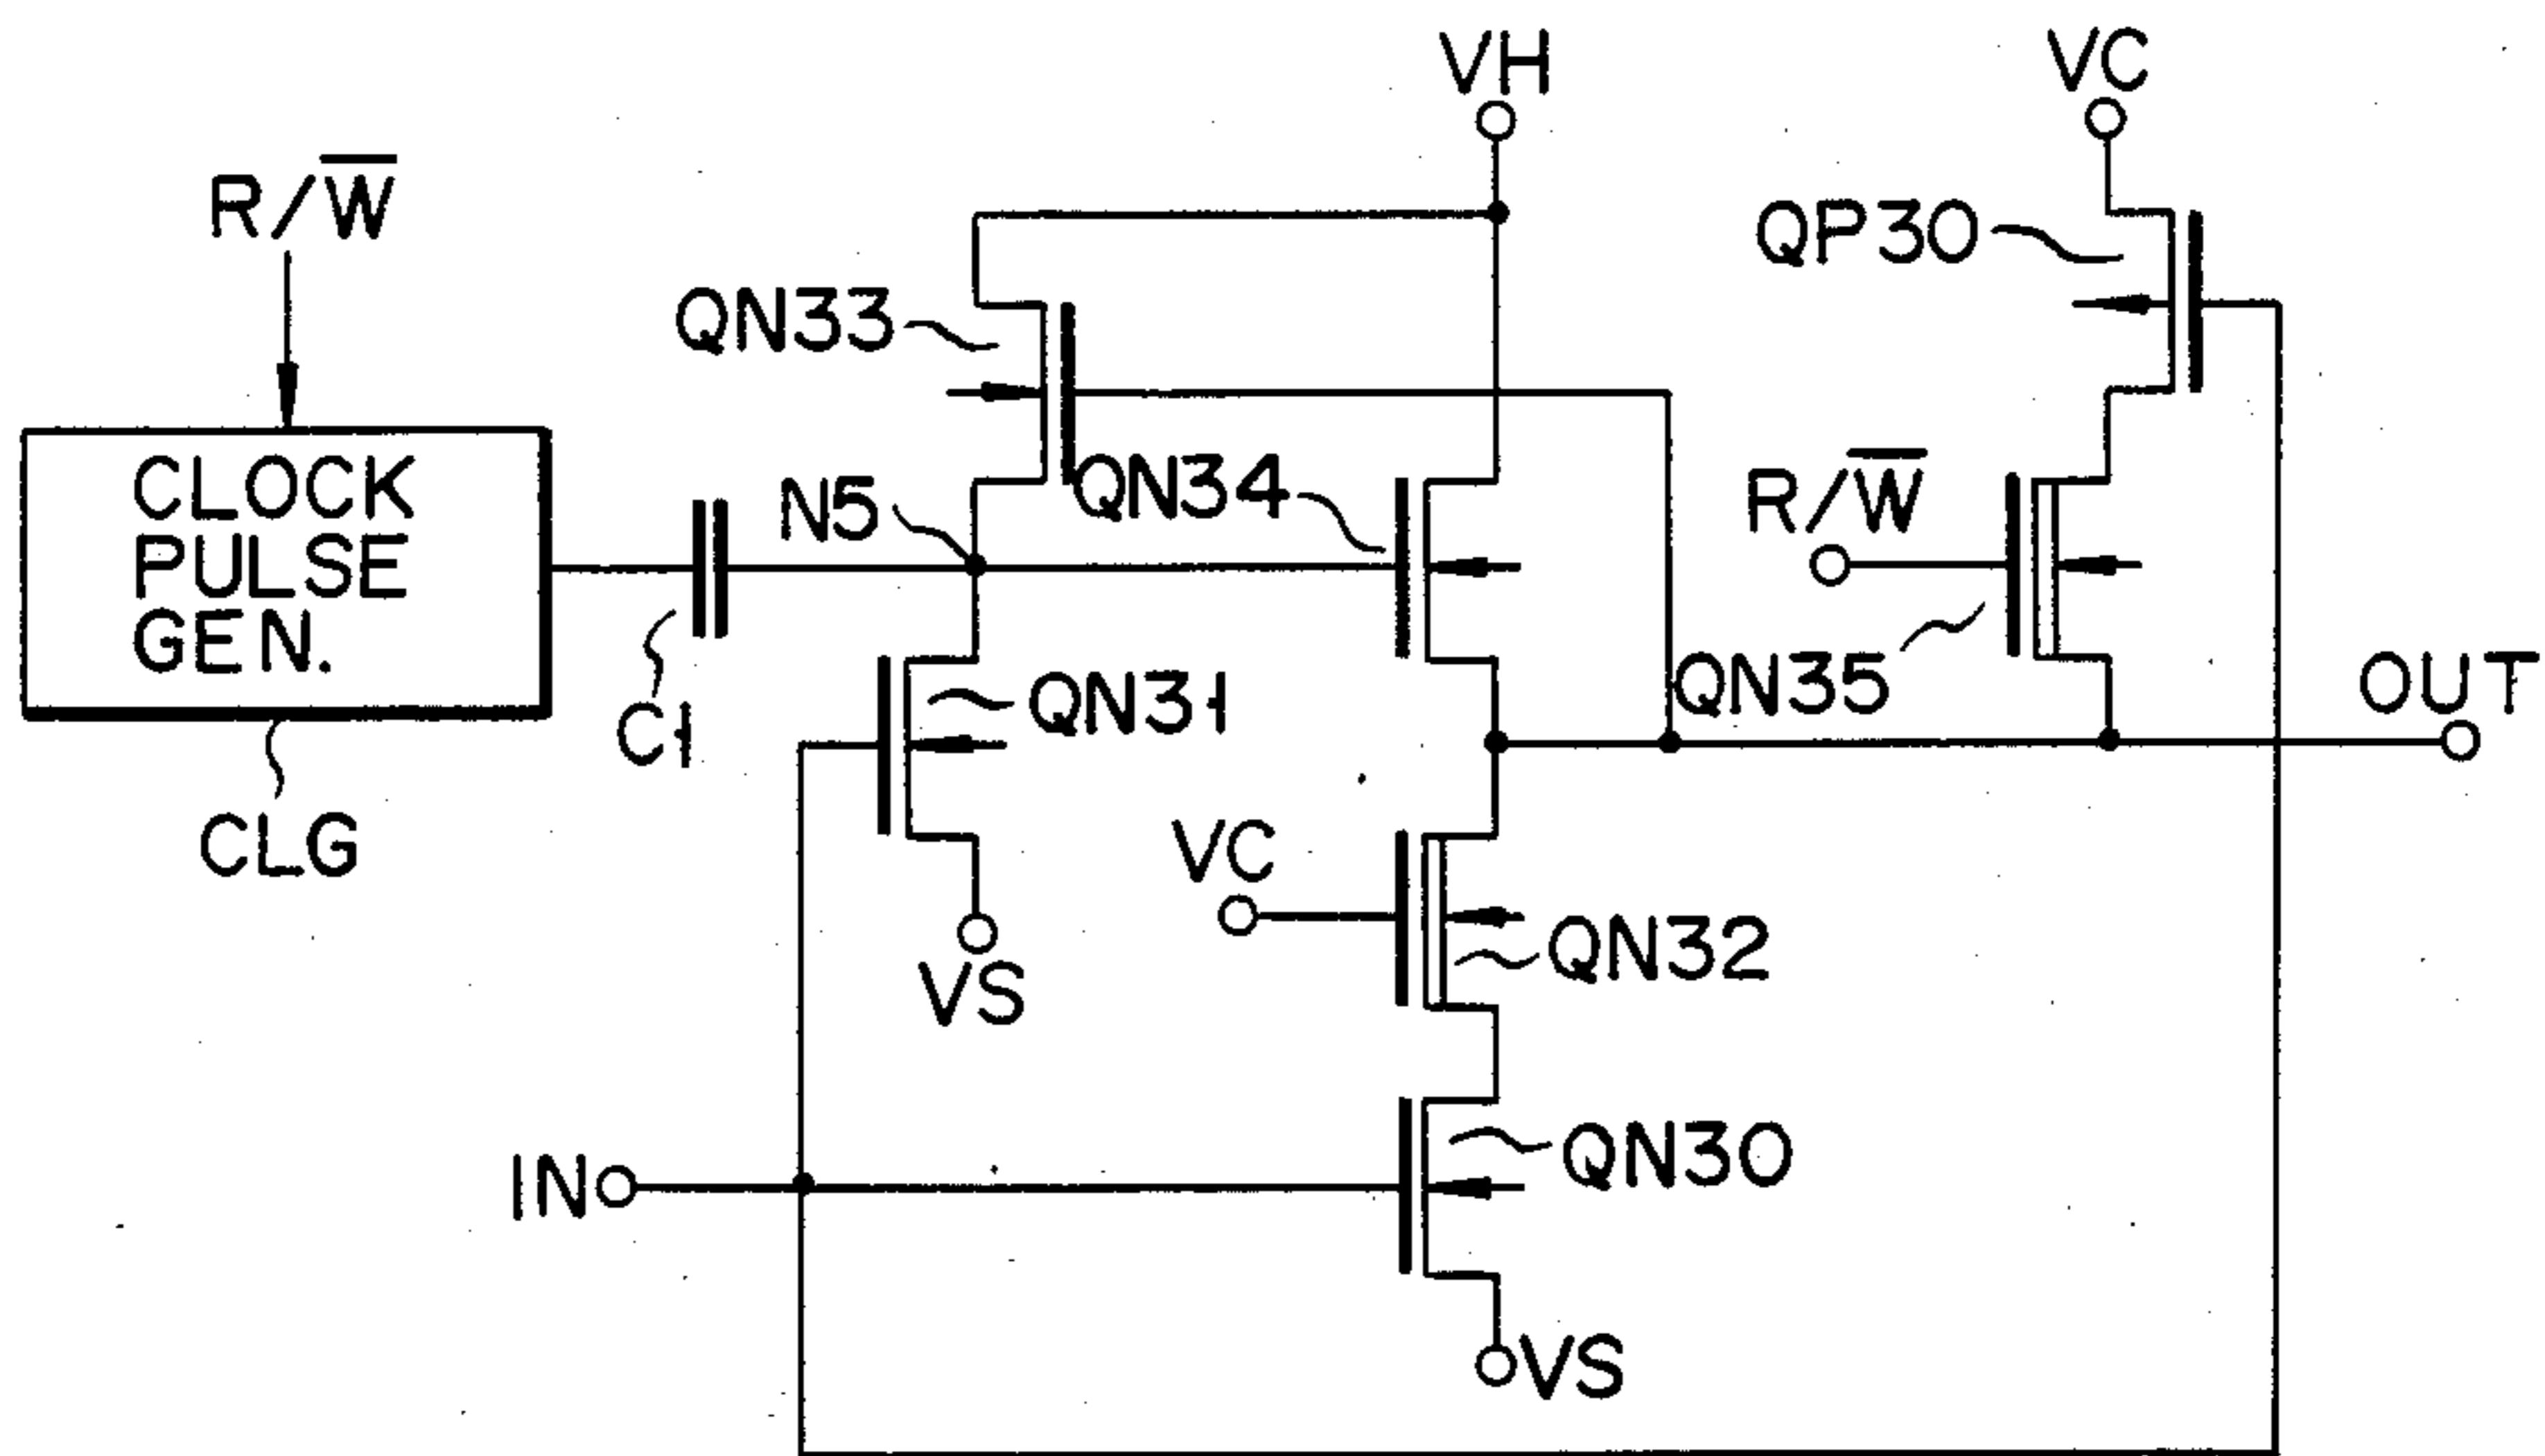 VH
VC
R/W̅
QP30
QN33
CLOCK
PULSE
GEN.
N5
QN34
R/W̅
QN31
QN35
OUT
C1
CLG
VC
VS
QN32
IN
QN30
VS